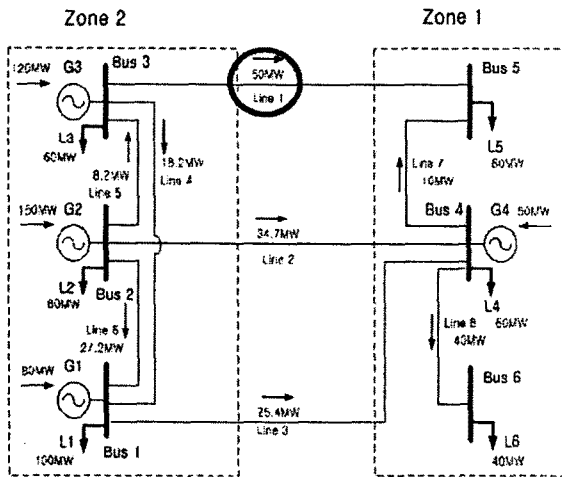 Zone 2
Zone 1
120MW
G3
Bus 3
50MW
Line 1
Bus 5
L3
60MW
18.2MW
Line 4
8.2MW
Line 5
L5
60MW
Line 7
10MW
150MW
G2
Bus 4
G4
50MW
34.7MW
Line 2
L2
80MW
Bus 2
L4
60MW
Line 6
27.2MW
Line 8
40MW
80MW
G1
Bus 6
25.4MW
Line 3
L1
100MW
Bus 1
L6
40MW